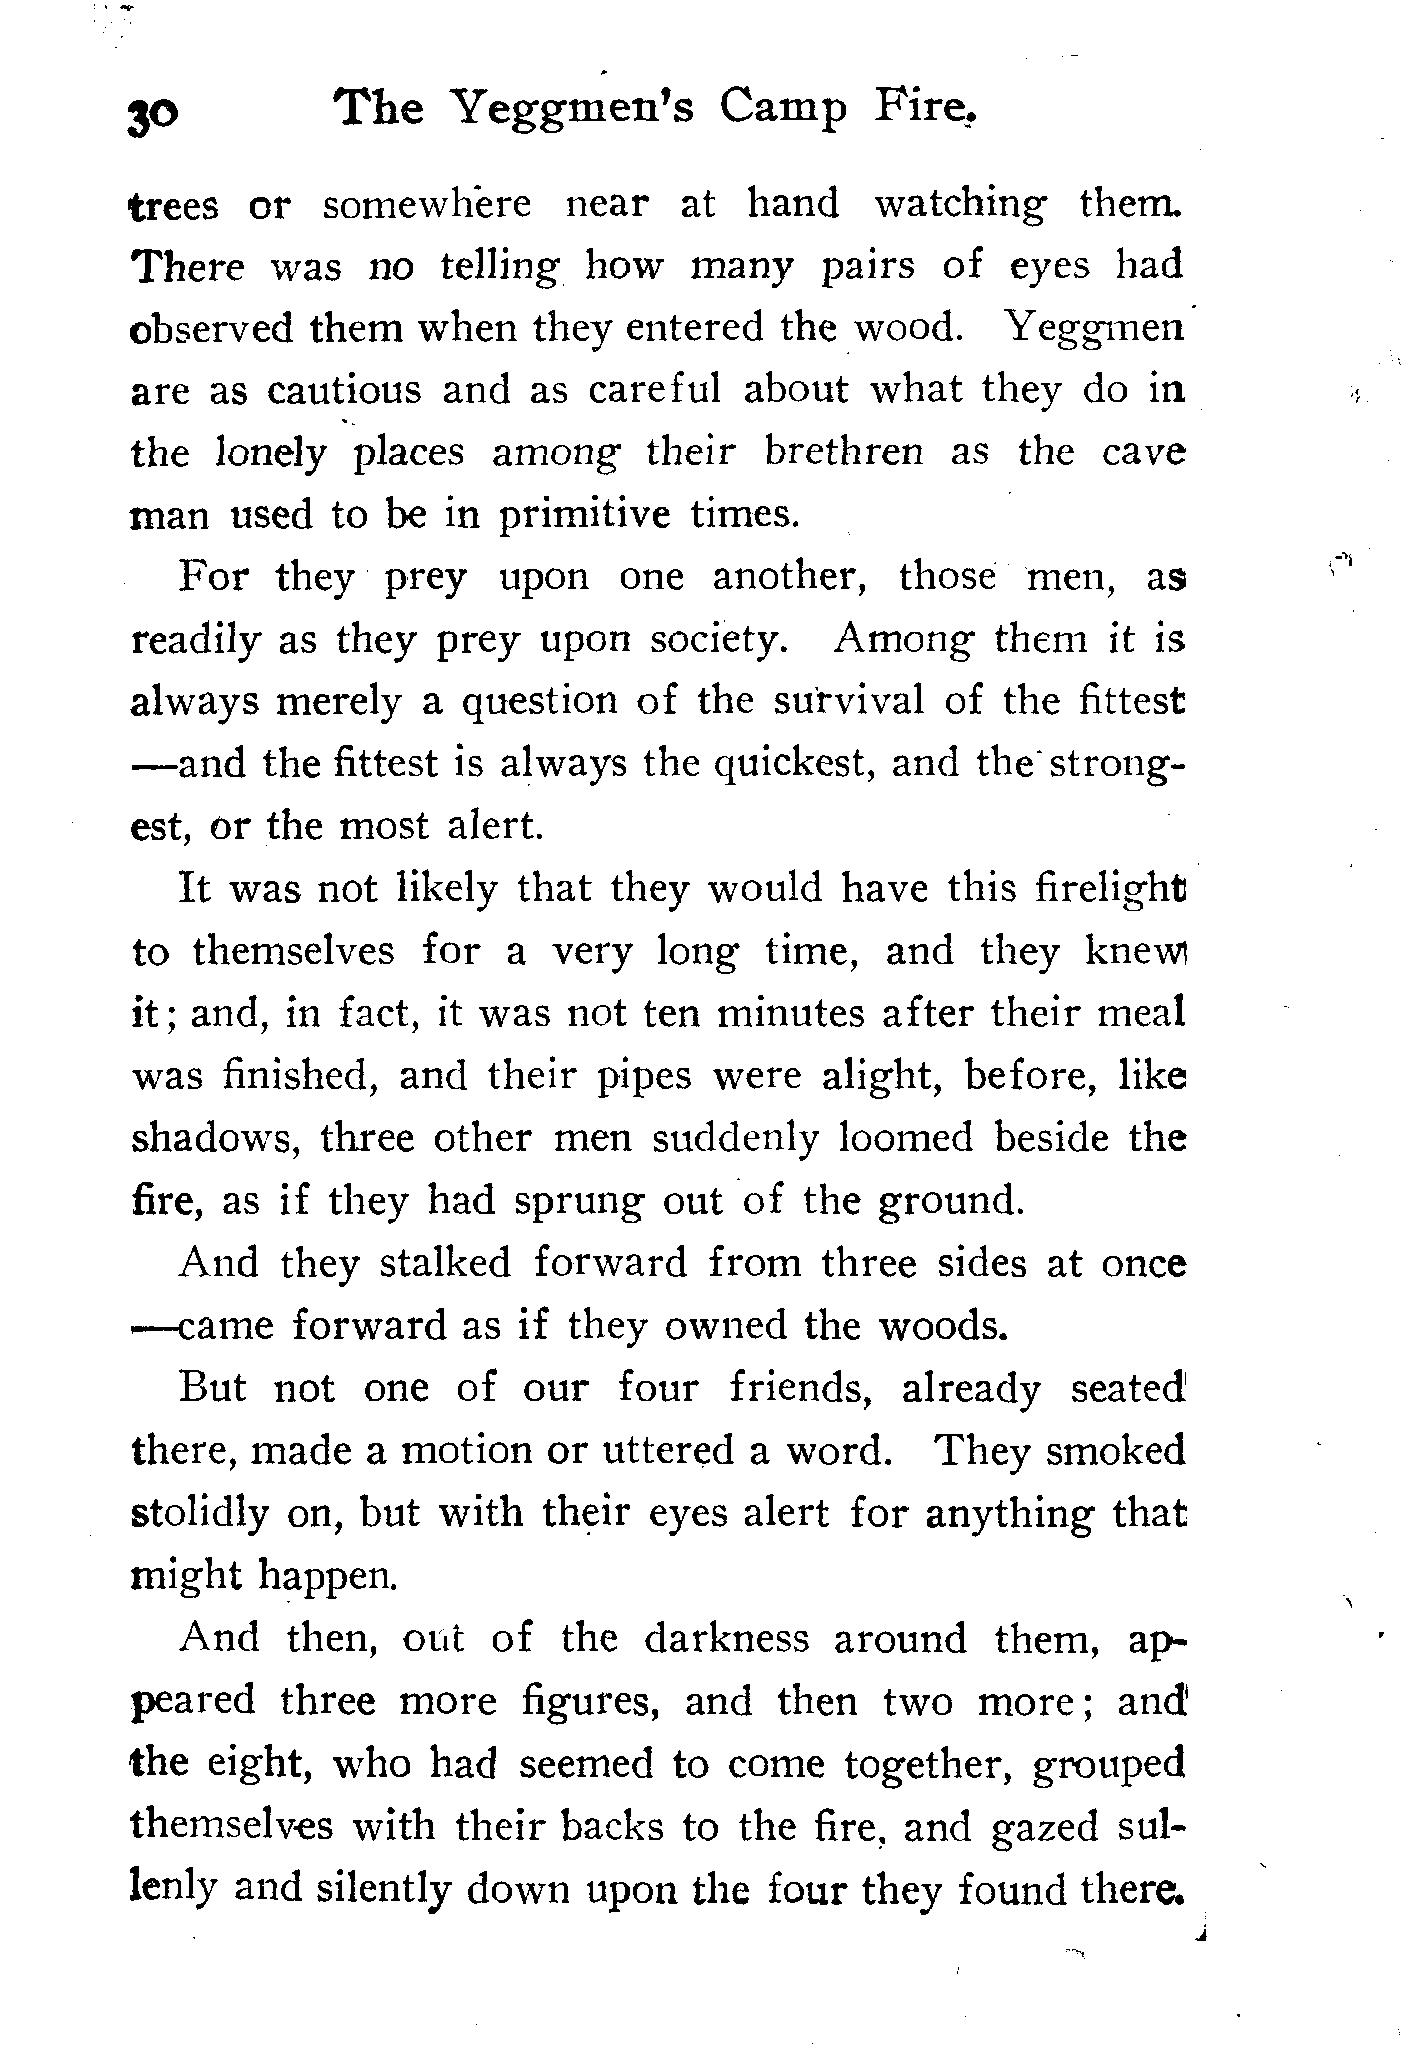 30 The Yeggmen's Camp Fire.
trees or somewhere near at hand watching them.
There was no telling how many pairs of eyes had
observed them when they entered the wood. Yeggmen
are as cautious and as careful about what they do in
the lonely places among their brethren as the cave
man used to be in primitive times.
For they prey upon one another, those men, as
readily as they prey upon society. Among them it is
always merely a question of the survival of the fittest
—and the fittest is always the quickest, and the strong-
est, or the most alert.
It was not likely that they would have this firelight
to themselves for a very long time, and they knew
it; and, in fact, it was not ten minutes after their meal
was finished, and their pipes were alight, before, like
shadows, three other men suddenly loomed beside the
fire, as if they had sprung out of the ground.
And they stalked forward from three sides at once
—came forward as if they owned the woods.
But not one of our four friends, already seated
there, made a motion or uttered a word. They smoked
stolidly on, but with their eyes alert for anything that
might happen.
And then, out of the darkness around them, ap-
peared three more figures, and then two more; and
the eight, who had seemed to come together, grouped
themselves with their backs to the fire, and gazed sul-
lenly and silently down upon the four they found there.